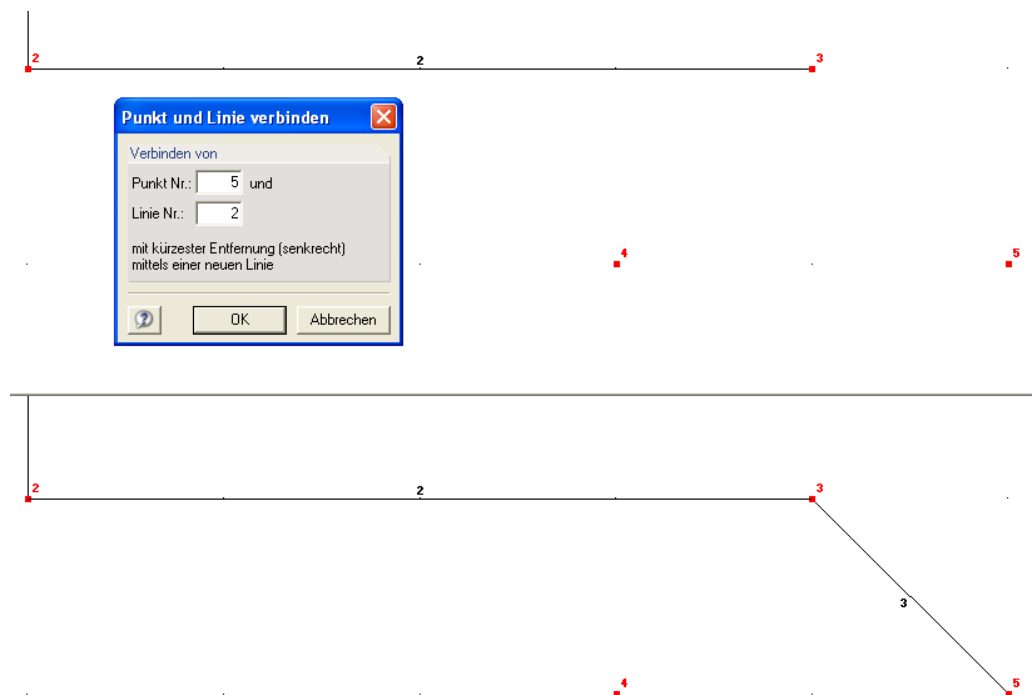 2 2 3
Punkt und Linie verbinden
Verbinden von
Punkt Nr.: 5 und
Linie Nr.: 2
mit kürzester Entfernung (senkrecht)
mittels einer neuen Linie
4 5
? OK Abbrechen
2 2 3
3
4 5